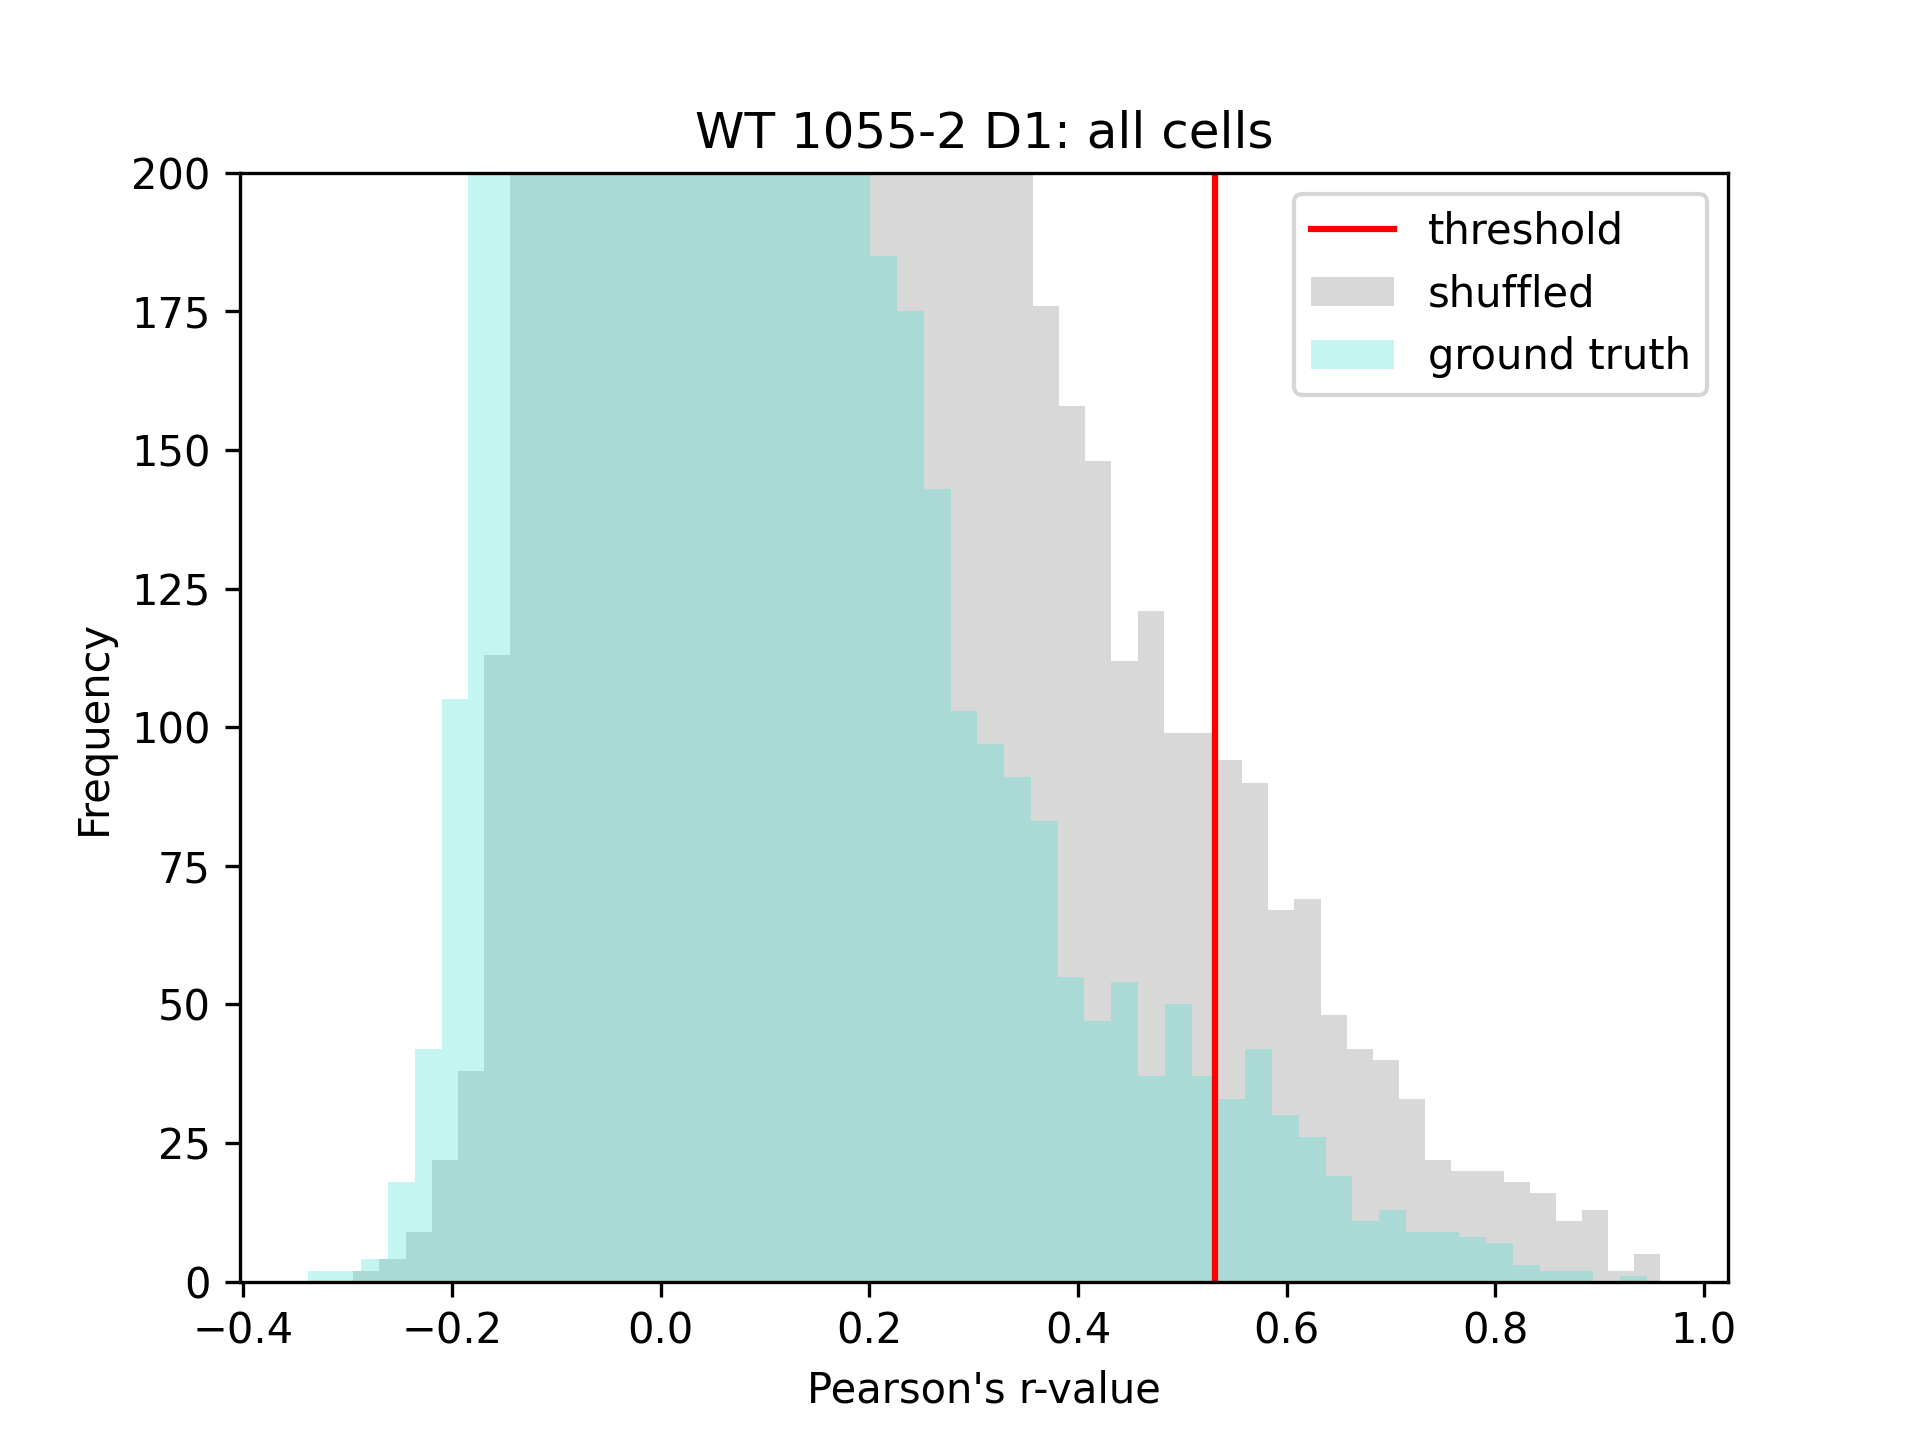 WT 1055-2 D1: all cells
200
175
150
125
100
75
50
25
0
Frequency
threshold
shuffled
ground truth
−0.4 −0.2 0.0 0.2 0.4 0.6 0.8 1.0
Pearson's r-value